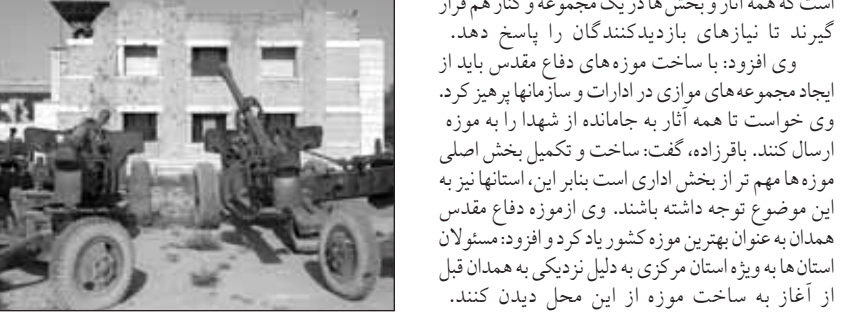 است که همه آثار و بخش ها در یک مجموعه و کنار هم قرار
گیرند تا نیازهای بازدیدکنندگان را پاسخ دهد.
وی افزود: با ساخت موزه های دفاع مقدس باید از
ایجاد مجموعه های موازی در ادارات و سازمانها پرهیز کرد.
وی خواست تا همه آثار به جامانده از شهدا را به موزه
ارسال کنند. باقرزاده، گفت: ساخت و تکمیل بخش اصلی
موزه ها مهم تر از بخش اداری است بنابر این، استانها نیز به
این موضوع توجه داشته باشند. وی ازموزه دفاع مقدس
همدان به عنوان بهترین موزه کشور یاد کرد و افزود: مسئولان
استان ها به ویژه استان مرکزی به دلیل نزدیکی به همدان قبل
از آغاز به ساخت موزه از این محل دیدن کنند.